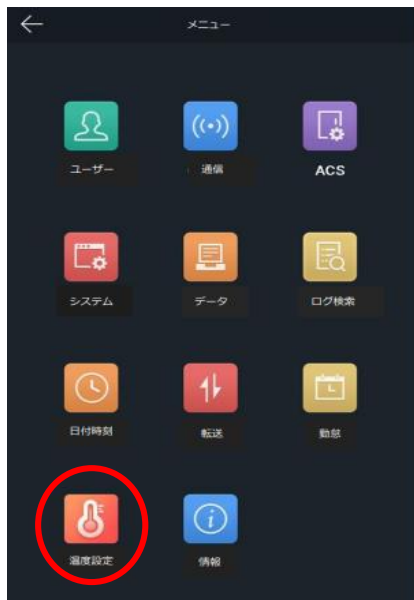 メニュー
ユーザー
通信
ACS
システム
データ
ログ検索
日付時刻
転送
勤怠
温度設定
情報